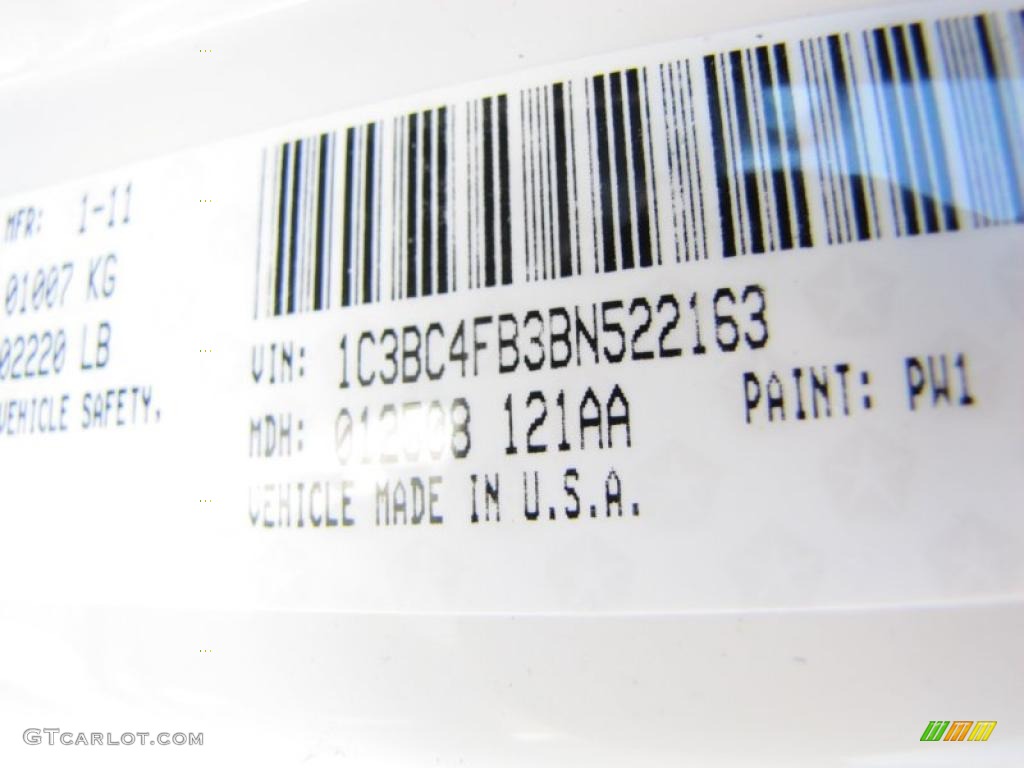 MFR: 1-11
01007 KG
02220 LB
VEHICLE SAFETY.
VIN: 1C3BC4FB3BN522163
MDH: 012508 121AA
PAINT: PW1
VEHICLE MADE IN U.S.A.
GTCARLOT.COM